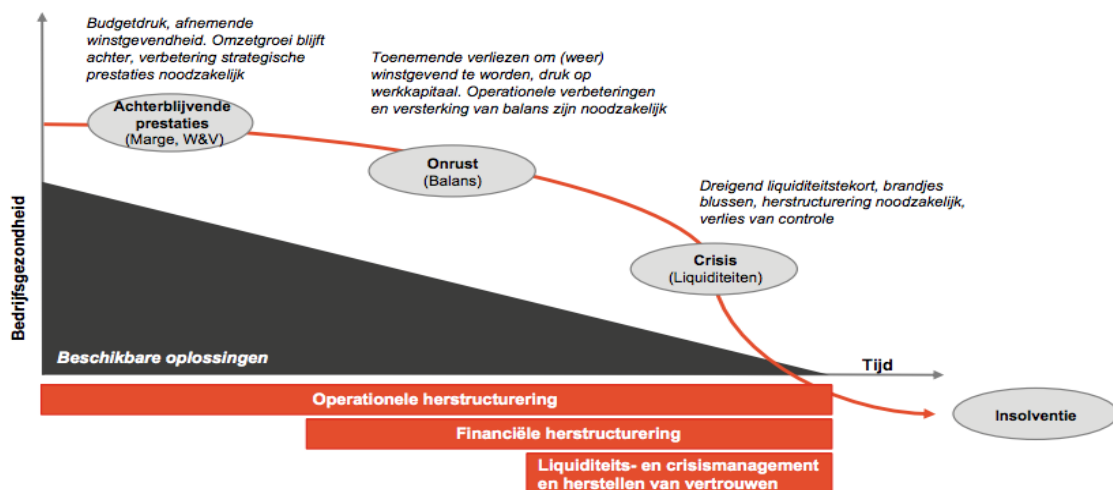 Budgetdruk, afnemende
winstgevendheid. Omzetgroei blijft
achter, verbetering strategische
prestaties noodzakelijk
Toenemende verliezen om (weer)
winstgevend te worden, druk op
werkkapitaal. Operationele verbeteringen
en versterking van balans zijn noodzakelijk
Achterblijvende
prestaties
(Marge, W&V)
Onrust
(Balans)
Dreigend liquiditeitstekort, brandjes
blussen, herstructurering noodzakelijk,
verlies van controle
Crisis
(Liquiditeiten)
Bedrijfsgezondheid
Beschikbare oplossingen
Tijd
Operationele herstructurering
Insolventie
Financiële herstructurering
Liquiditeits- en crisismanagement
en herstellen van vertrouwen